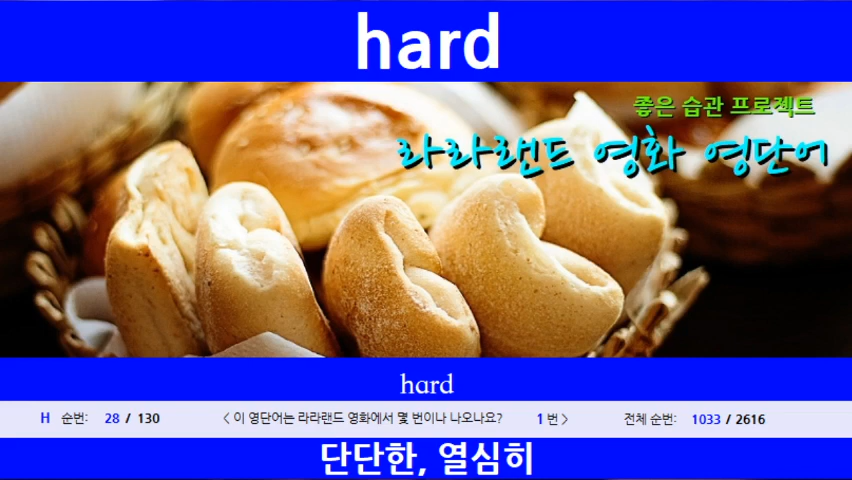 hard
좋은 습관 프로젝트
라라랜드 영화 영단어
hard
H 순번: 28 / 130 < 이 영단어는 라라랜드 영화에서 몇 번이나 나오나요? 1 번 > 전체 순번: 1033 / 2616
단단한, 열심히